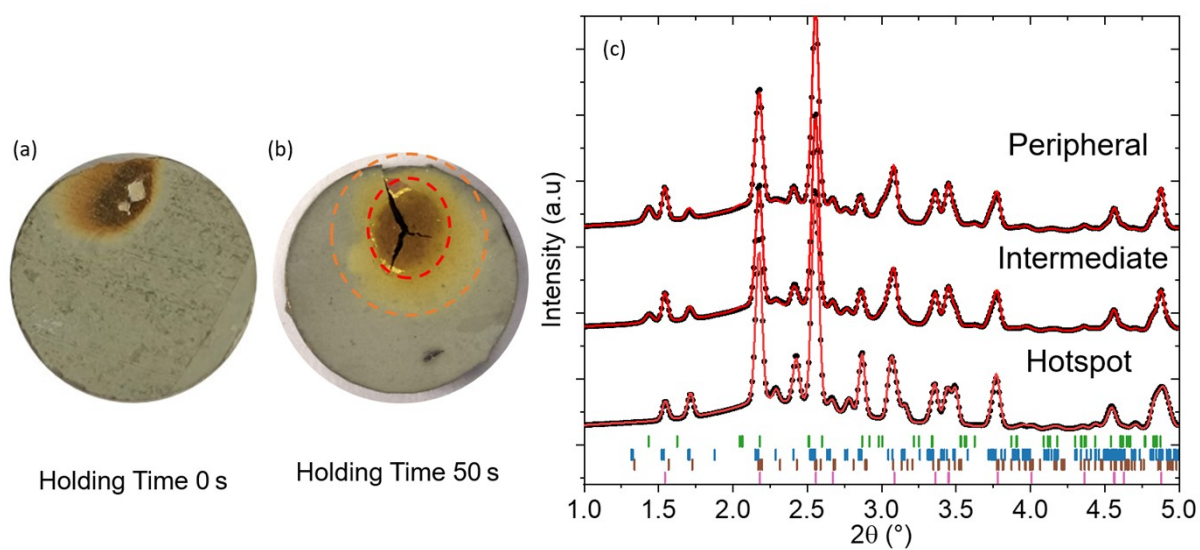 (a)
(b)
Holding Time 0 s
Holding Time 50 s
(c)
Peripheral
Intermediate
Hotspot
Intensity (a.u)
1.0 1.5 2.0 2.5 3.0 3.5 4.0 4.5 5.0
2θ (°)